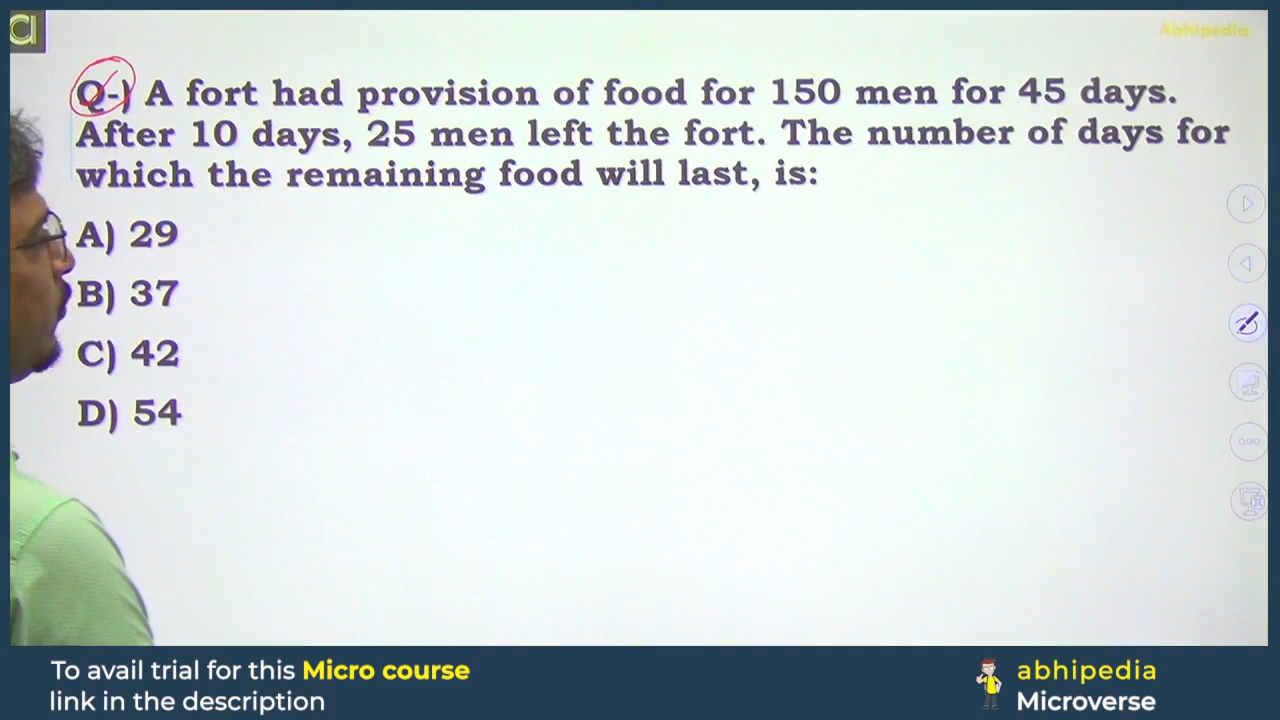 a
Abhipedia
Q-) A fort had provision of food for 150 men for 45 days.
After 10 days, 25 men left the fort. The number of days for
which the remaining food will last, is:
A) 29
B) 37
C) 42
D) 54
To avail trial for this Micro course
link in the description
abhipedia
Microverse